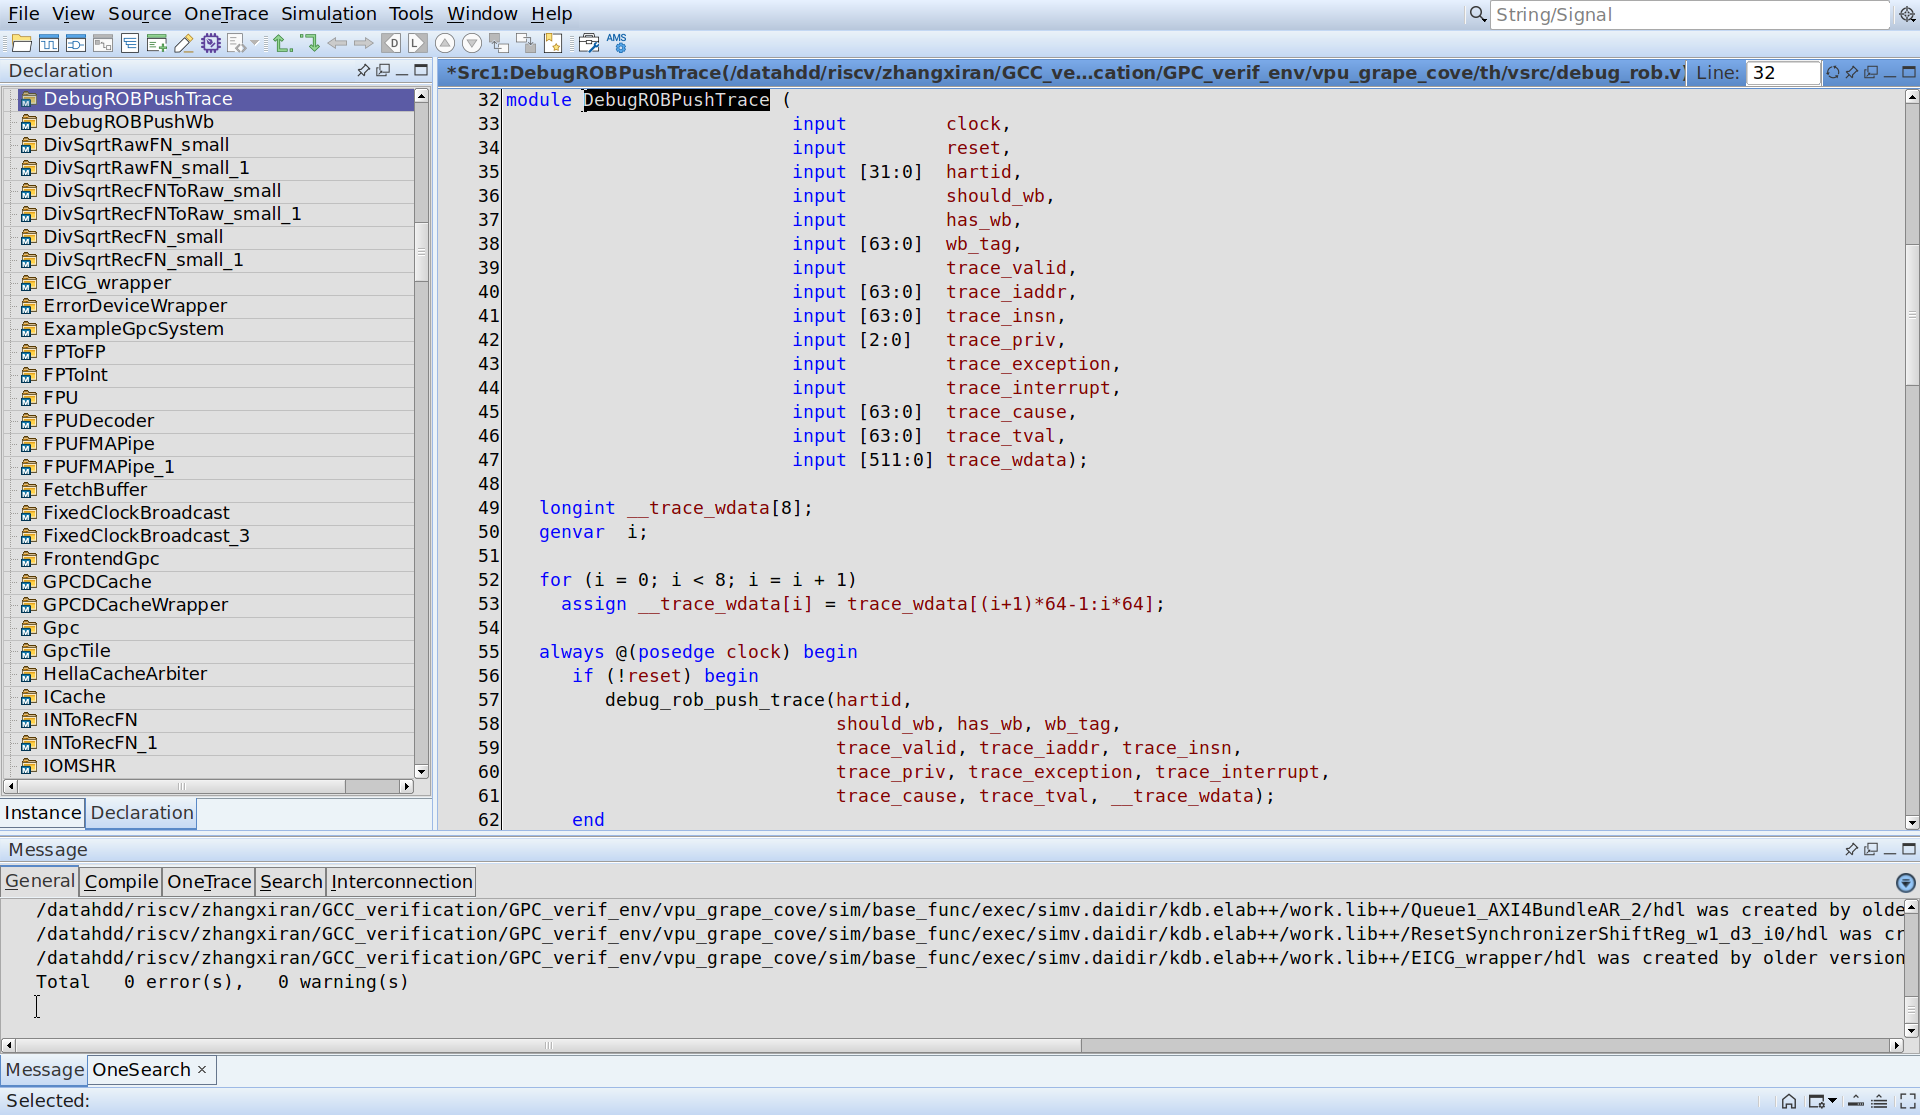 File View Source OneTrace Simulation Tools Window Help
String/Signal
AMS
Declaration
DebugROBPushTrace
DebugROBPushWb
DivSqrtRawFN_small
DivSqrtRawFN_small_1
DivSqrtRecFNToRaw_small
DivSqrtRecFNToRaw_small_1
DivSqrtRecFN_small
DivSqrtRecFN_small_1
EICG_wrapper
ErrorDeviceWrapper
ExampleGpcSystem
FPToFP
FPToInt
FPU
FPUDecoder
FPUFMAPipe
FPUFMAPipe_1
FetchBuffer
FixedClockBroadcast
FixedClockBroadcast_3
FrontendGpc
GPCDCache
GPCDCacheWrapper
Gpc
GpcTile
HellaCacheArbiter
ICache
INToRecFN
INToRecFN_1
IOMSHR
Instance Declaration
*Src1:DebugROBPushTrace(/datahdd/riscv/zhangxiran/GCC_ve...cation/GPC_verif_env/vpu_grape_cove/th/vsrc/debug_rob.v) Line: 32
32 module DebugROBPushTrace (
33 input clock,
34 input reset,
35 input [31:0] hartid,
36 input should_wb,
37 input has_wb,
38 input [63:0] wb_tag,
39 input trace_valid,
40 input [63:0] trace_iaddr,
41 input [63:0] trace_insn,
42 input [2:0] trace_priv,
43 input trace_exception,
44 input trace_interrupt,
45 input [63:0] trace_cause,
46 input [63:0] trace_tval,
47 input [511:0] trace_wdata);
48
49 longint __trace_wdata[8];
50 genvar i;
51
52 for (i = 0; i < 8; i = i + 1)
53 assign __trace_wdata[i] = trace_wdata[(i+1)*64-1:i*64];
54
55 always @(posedge clock) begin
56 if (!reset) begin
57 debug_rob_push_trace(hartid,
58 should_wb, has_wb, wb_tag,
59 trace_valid, trace_iaddr, trace_insn,
60 trace_priv, trace_exception, trace_interrupt,
61 trace_cause, trace_tval, __trace_wdata);
62 end
Message
General Compile OneTrace Search Interconnection
/datahdd/riscv/zhangxiran/GCC_verification/GPC_verif_env/vpu_grape_cove/sim/base_func/exec/simv.daidir/kdb.elab++/work.lib++/Queue1_AXI4BundleAR_2/hdl was created by olde
/datahdd/riscv/zhangxiran/GCC_verification/GPC_verif_env/vpu_grape_cove/sim/base_func/exec/simv.daidir/kdb.elab++/work.lib++/ResetSynchronizerShiftReg_w1_d3_i0/hdl was cr
/datahdd/riscv/zhangxiran/GCC_verification/GPC_verif_env/vpu_grape_cove/sim/base_func/exec/simv.daidir/kdb.elab++/work.lib++/EICG_wrapper/hdl was created by older version
Total 0 error(s), 0 warning(s)
Message OneSearch ×
Selected: